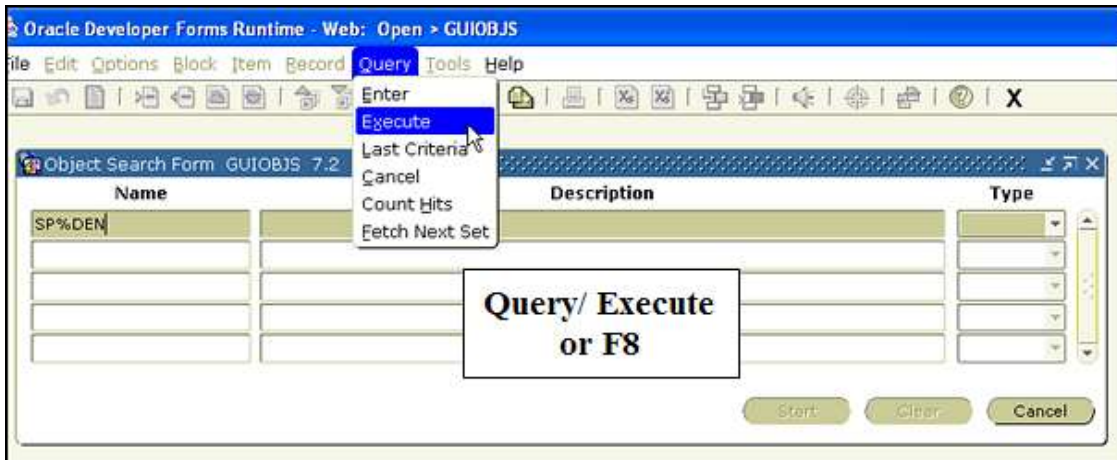 Oracle Developer Forms Runtime - Web: Open > GUIOBJS
File Edit Options Block Item Record Query Tools Help
Enter
Execute
Last Criteria
Cancel
Count Hits
Fetch Next Set
X
Object Search Form GUIOBJS 7.2
Name Description Type
SP%DEN
Query/ Execute
or F8
Start Clear Cancel